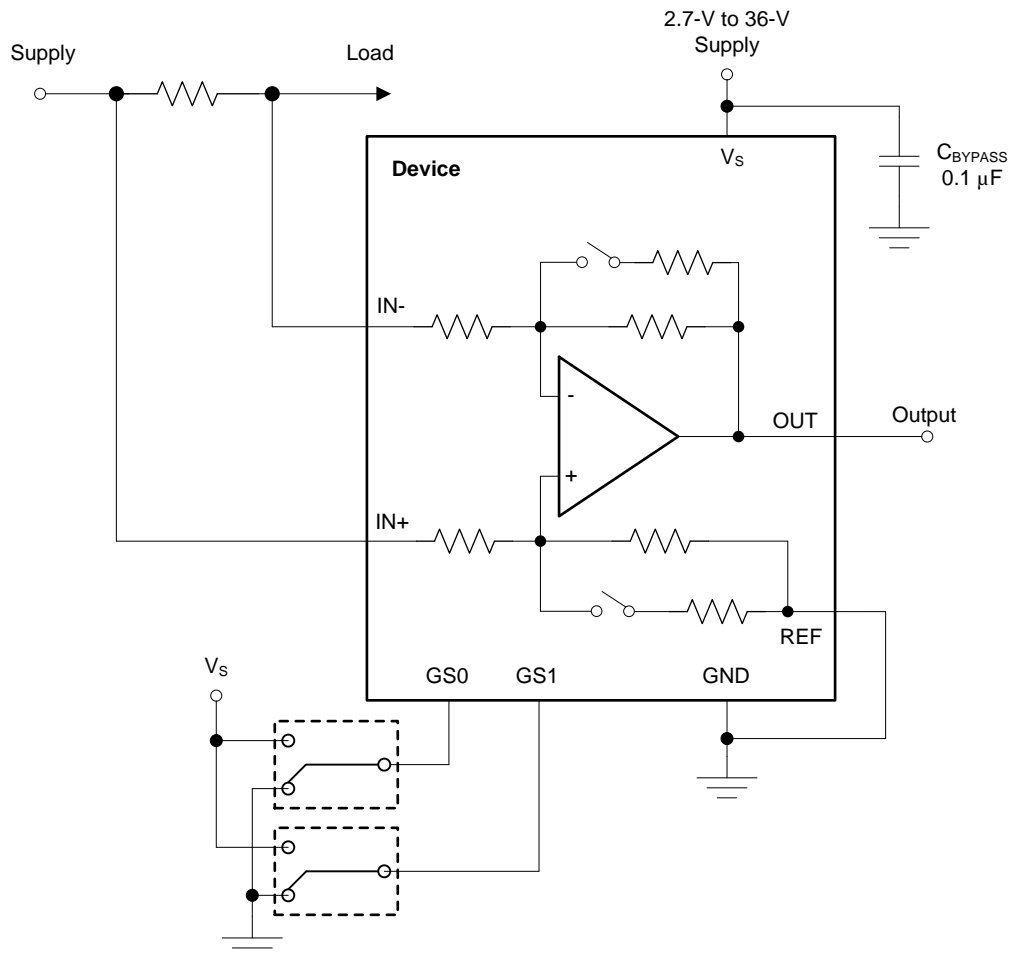 2.7-V to 36-V
Supply
Supply
Load
Device
VS
CBYPASS
0.1 μF
IN-
-
OUT
Output
+
IN+
REF
VS
GS0
GS1
GND